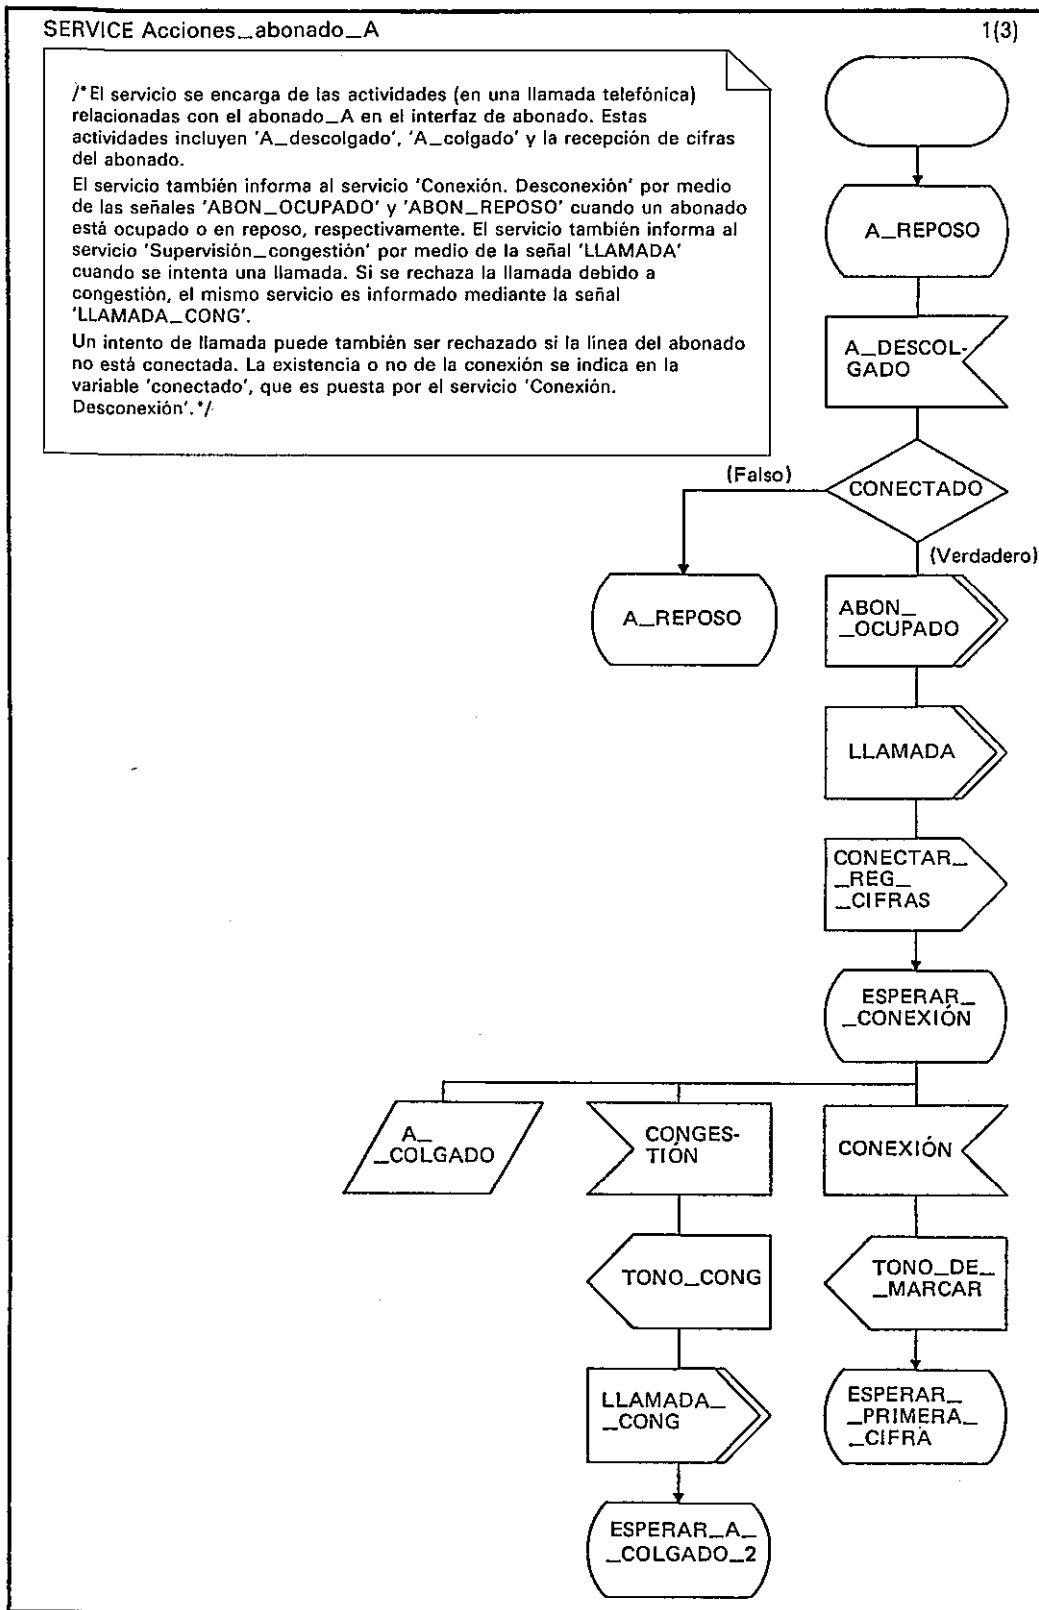 SERVICE Acciones_abonado_A
1(3)
/*El servicio se encarga de las actividades (en una llamada telefónica)
relacionadas con el abonado_A en el interfaz de abonado. Estas
actividades incluyen 'A_descolgado', 'A_colgado' y la recepción de cifras
del abonado.
El servicio también informa al servicio 'Conexión. Desconexión' por medio
de las señales 'ABON_OCUPADO' y 'ABON_REPOSO' cuando un abonado
está ocupado o en reposo, respectivamente. El servicio también informa al
servicio 'Supervisión_congestión' por medio de la señal 'LLAMADA'
cuando se intenta una llamada. Si se rechaza la llamada debido a
congestión, el mismo servicio es informado mediante la señal
'LLAMADA_CONG'.
Un intento de llamada puede también ser rechazado si la línea del abonado
no está conectada. La existencia o no de la conexión se indica en la
variable 'conectado', que es puesta por el servicio 'Conexión.
Desconexión'.*/
A_REPOSO
A_DESCOL-
GADO
(Falso)
CONECTADO
(Verdadero)
A_REPOSO
ABON_
_OCUPADO
LLAMADA
CONECTAR_
_REG_
_CIFRAS
ESPERAR_
_CONEXIÓN
A_
_COLGADO
CONGES-
TIÓN
CONEXIÓN
TONO_CONG
TONO_DE_
_MARCAR
LLAMADA_
_CONG
ESPERAR_
_PRIMERA_
_CIFRA
ESPERAR_A_
_COLGADO_2